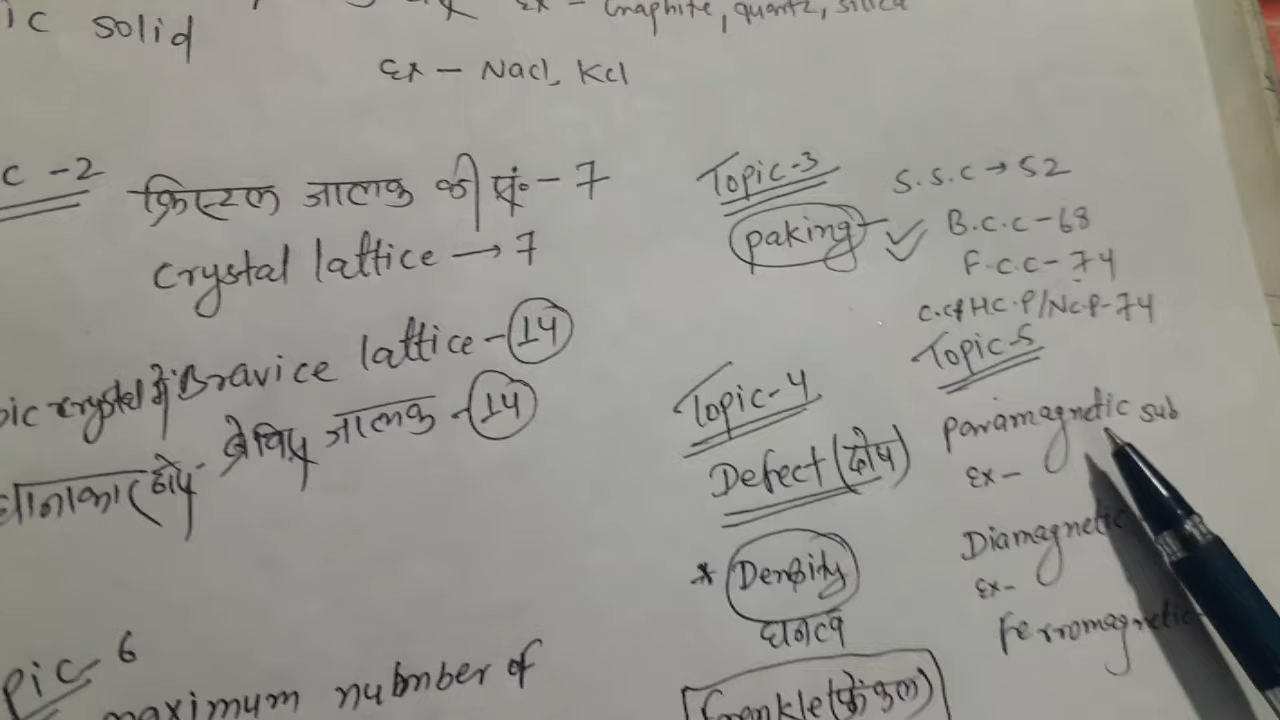 ic solid
Ex - Graphite, quartz, silica
Ex - Nacl, Kcl
c - 2 क्रिस्टल जालक की सं० - 7
Crystal lattice → 7
Bravice lattice - 14
ब्रेविस जालक - 14
pic 6
maximum number of
Topic-3
paking
S.S.C → 52
B.C.C - 68
F.C.C - 74
Topic-4
Defect (दोष)
* Density
घनत्व
Frenkle (फ्रेंकल)
Topic-5
Paramagnetic sub
Ex -
Diamagnetic
Ex -
Ferromagnetic